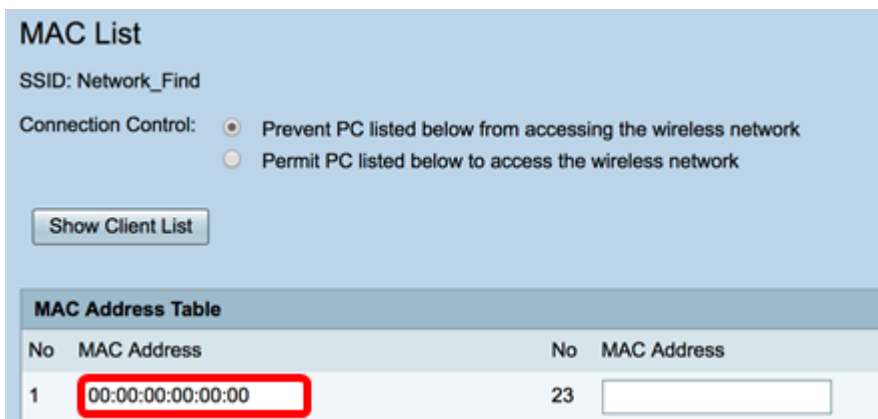 MAC List
SSID: Network_Find
Connection Control: Prevent PC listed below from accessing the wireless network
Permit PC listed below to access the wireless network
Show Client List
MAC Address Table
No MAC Address No MAC Address
1 00:00:00:00:00:00 23